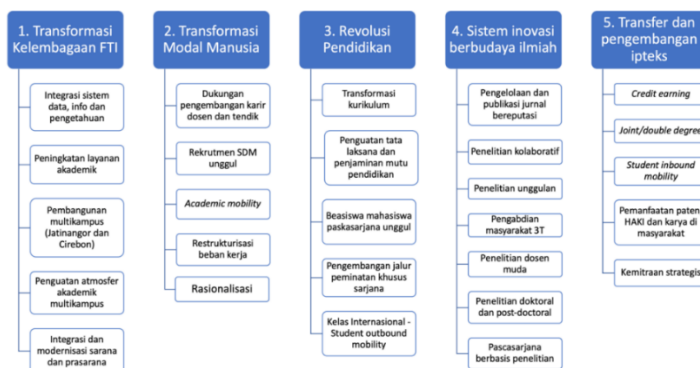 1. Transformasi
Kelembagaan FTI
Integrasi sistem
data, info dan
pengetahuan
Peningkatan layanan
akademik
Pembangunan
multikampus
(Jatinangor dan
Cirebon)
Penguatan atmosfer
akademik
multikampus
Integrasi dan
modernisasi sarana
dan prasarana
2. Transformasi
Modal Manusia
Dukungan
pengembangan karir
dosen dan tendik
Rekrutmen SDM
unggul
Academic mobility
Restrukturisasi
beban kerja
Rasionalisasi
3. Revolusi
Pendidikan
Transformasi
kurikulum
Penguatan tata
laksana dan
penjaminan mutu
pendidikan
Beasiswa mahasiswa
paskasarjana unggul
Pengembangan jalur
peminatan khusus
sarjana
Kelas Internasional -
Student outbound
mobility
4. Sistem inovasi
berbudaya ilmiah
Pengelolaan dan
publikasi jurnal
bereputasi
Penelitian kolaboratif
Penelitian unggulan
Pengabdian
masyarakat 3T
Penelitian dosen
muda
Penelitian doktoral
dan post-doctoral
Pascasarjana
berbasis penelitian
5. Transfer dan
pengembangan
ipteks
Credit earning
Joint/double degree
Student inbound
mobility
Pemanfaatan paten
HAKI dan karya di
masyarakat
Kemitraan strategis